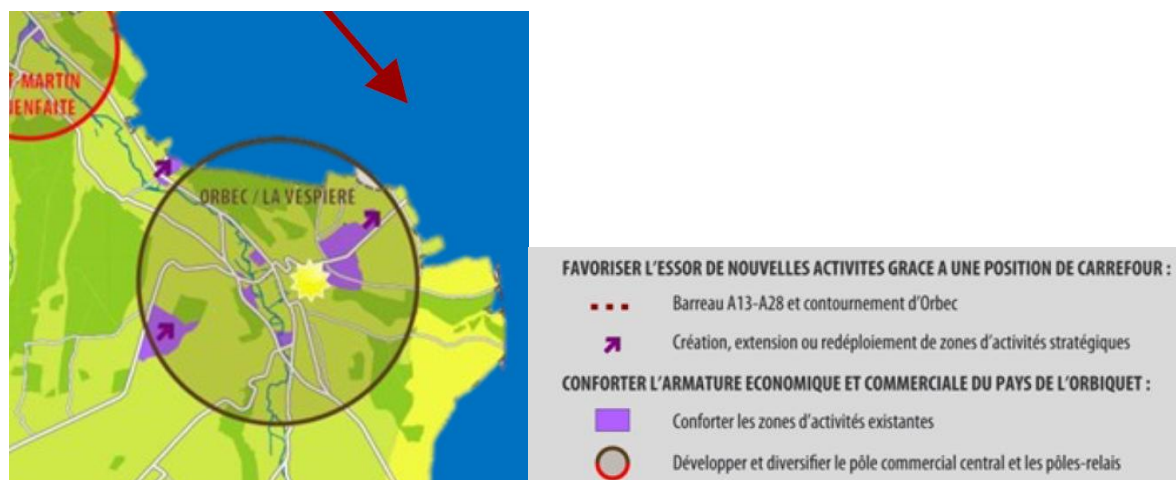 T-MARTIN
IENFAITE
ORBEC / LA VESPIERE
FAVORISER L'ESSOR DE NOUVELLES ACTIVITES GRACE A UNE POSITION DE CARREFOUR :
Barreau A13-A28 et contournement d'Orbec
Création, extension ou redéploiement de zones d'activités stratégiques
CONFORTER L'ARMATURE ECONOMIQUE ET COMMERCIALE DU PAYS DE L'ORBIQUET :
Conforter les zones d'activités existantes
Développer et diversifier le pôle commercial central et les pôles-relais